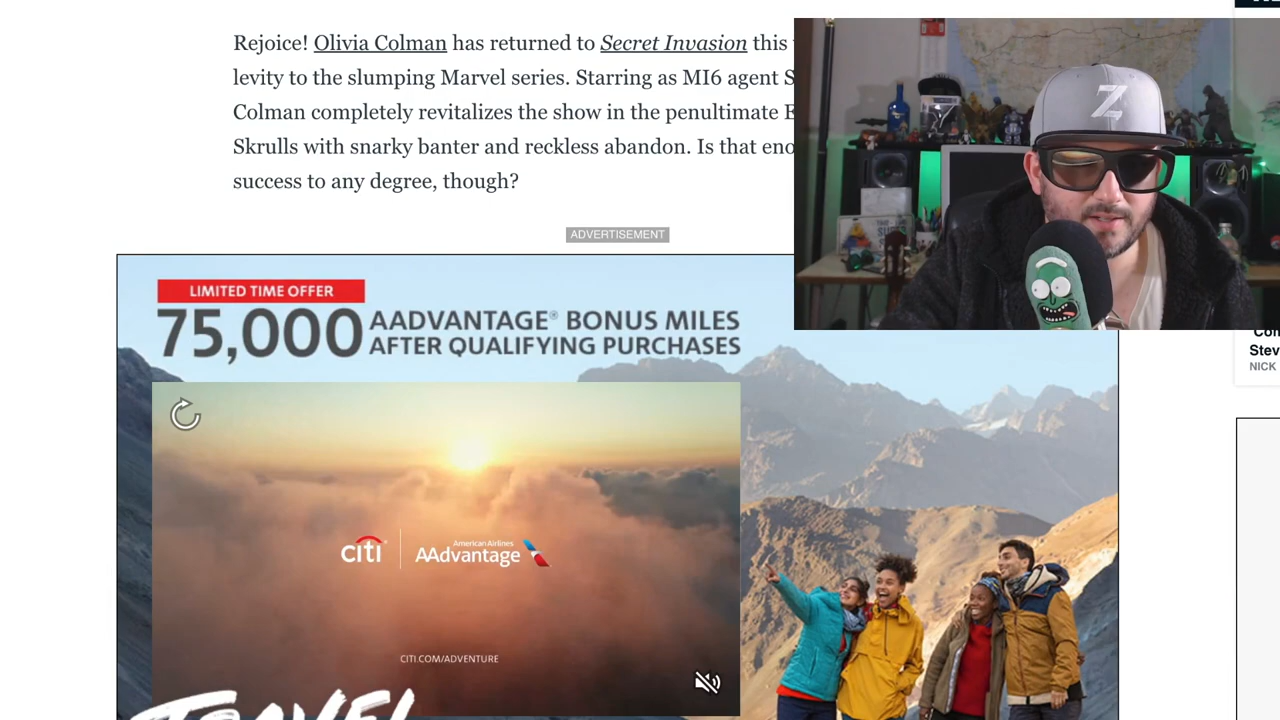 Rejoice! Olivia Colman has returned to Secret Invasion this
levity to the slumping Marvel series. Starring as MI6 agent S
Colman completely revitalizes the show in the penultimate E
Skrulls with snarky banter and reckless abandon. Is that eno
success to any degree, though?
ADVERTISEMENT
LIMITED TIME OFFER
75,000 AADVANTAGE® BONUS MILES
AFTER QUALIFYING PURCHASES
Stev
NICK
citi American Airlines
AAdvantage
CITI.COM/ADVENTURE
TRAVEL